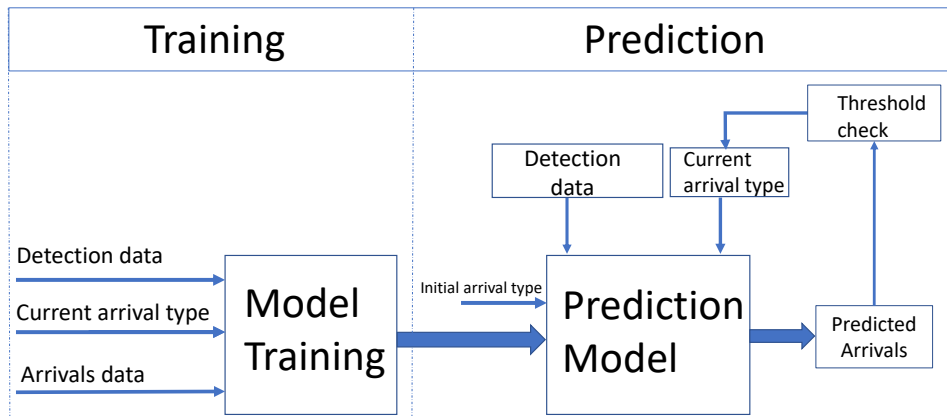 Training
Prediction
Threshold
check
Detection
data
Current
arrival type
Detection data
Current arrival type
Arrivals data
Model
Training
Initial arrival type
Prediction
Model
Predicted
Arrivals